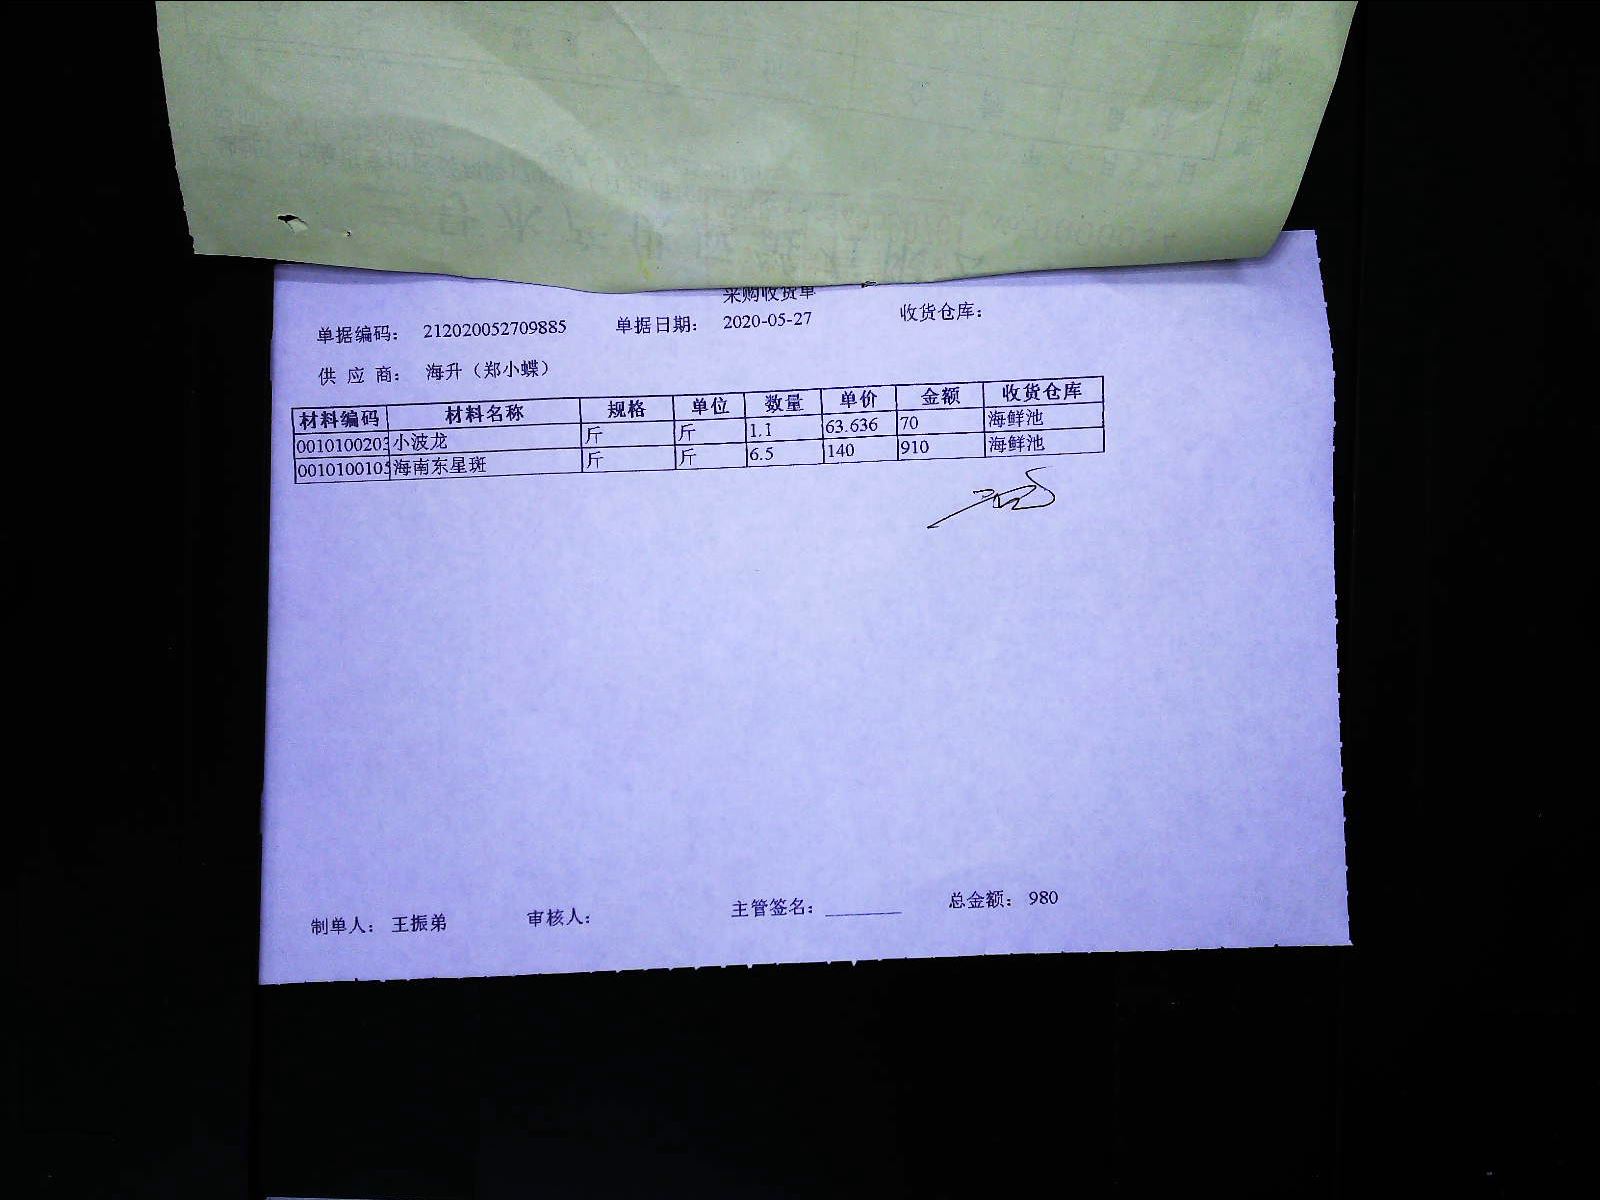 采购收货单
单据编码： 212020052709885 单据日期： 2020-05-27 收货仓库：
供 应 商： 海升（郑小蝶）
材料编码 材料名称 规格 单位 数量 单价 金额 收货仓库
0010100203 小波龙 斤 斤 1.1 63.636 70 海鲜池
0010100105 海南东星斑 斤 斤 6.5 140 910 海鲜池
制单人： 王振弟 审核人： 主管签名： 总金额： 980